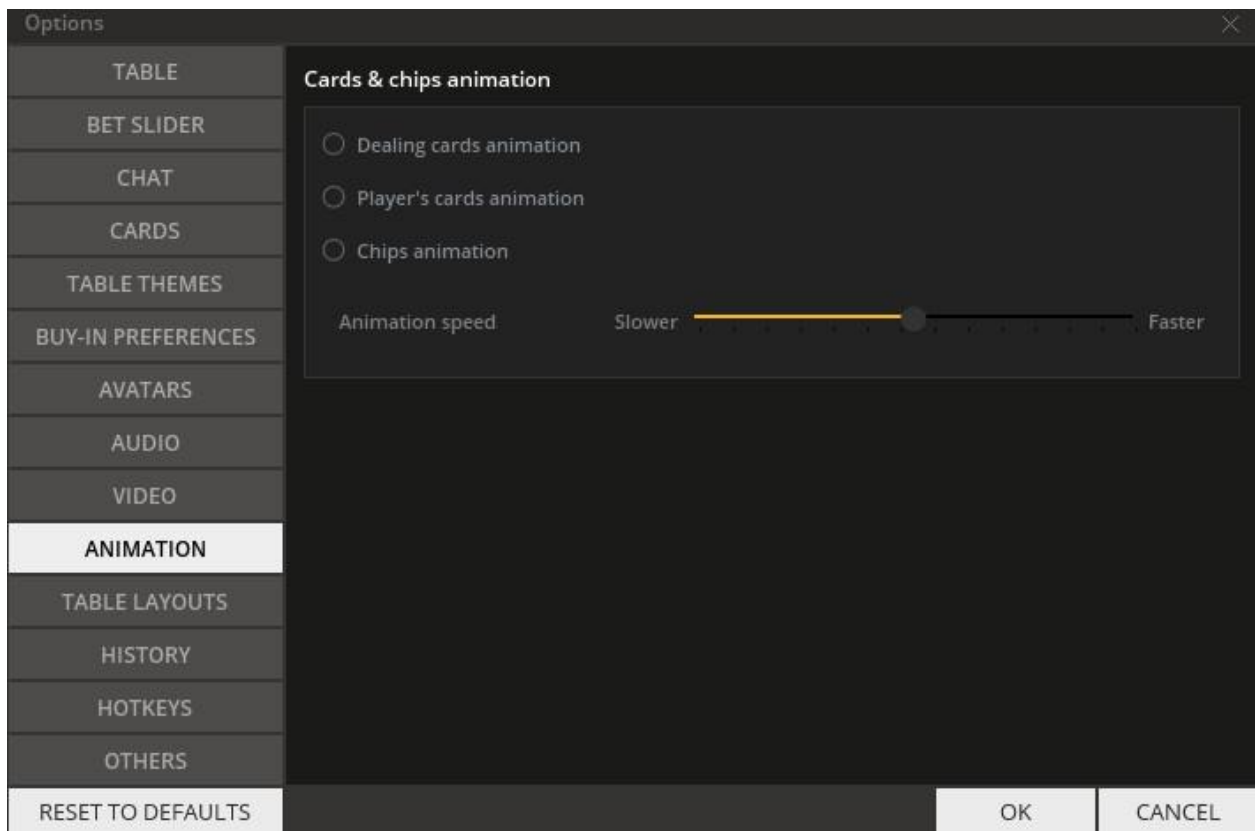 Options
TABLE
BET SLIDER
CHAT
CARDS
TABLE THEMES
BUY-IN PREFERENCES
AVATARS
AUDIO
VIDEO
ANIMATION
TABLE LAYOUTS
HISTORY
HOTKEYS
OTHERS
RESET TO DEFAULTS
Cards & chips animation
Dealing cards animation
Player's cards animation
Chips animation
Animation speed Slower Faster
OK CANCEL